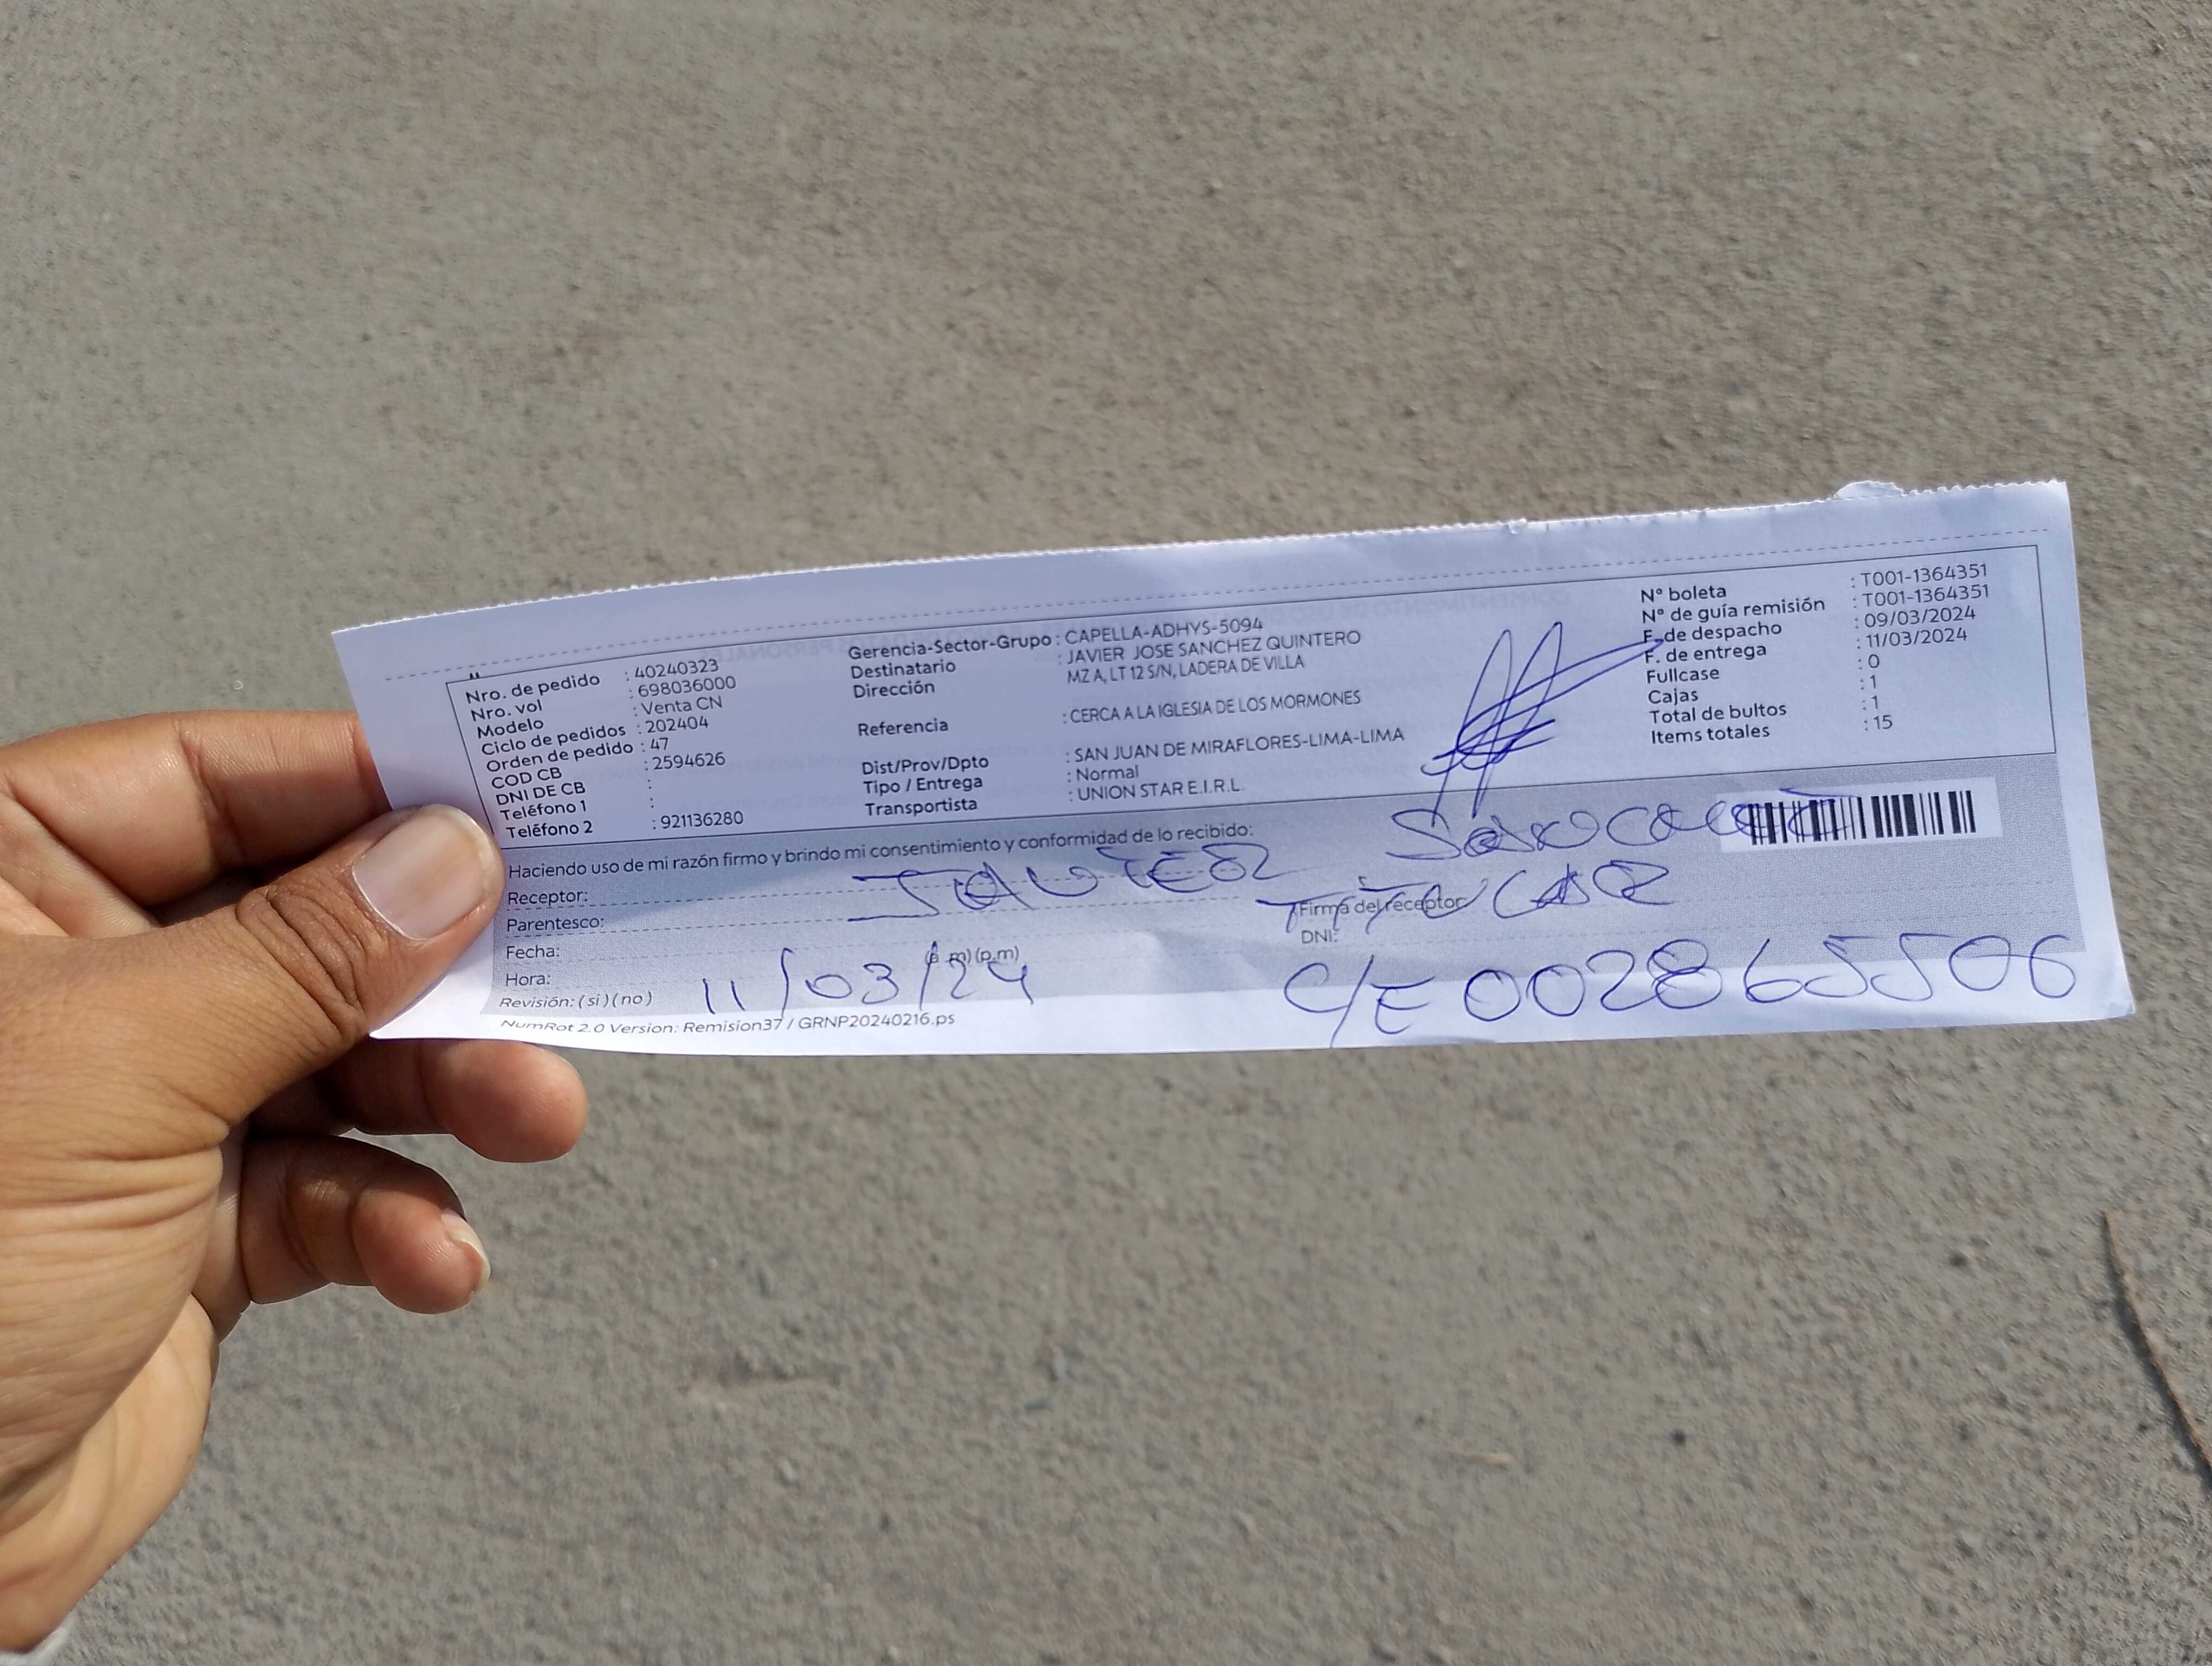 Nro. de pedido : 40240323
Nro. vol : 698036000
Modelo : Venta CN
Ciclo de pedidos : 202404
Orden de pedido : 47
COD CB : 2594626
DNI DE CB :
Teléfono 1 :
Teléfono 2 : 921136280
Gerencia-Sector-Grupo : CAPELLA-ADHYS-5094
Destinatario : JAVIER JOSE SANCHEZ QUINTERO
Dirección MZ A, LT 12 S/N, LADERA DE VILLA
Referencia : CERCA A LA IGLESIA DE LOS MORMONES
Dist/Prov/Dpto : SAN JUAN DE MIRAFLORES-LIMA-LIMA
Tipo / Entrega : Normal
Transportista : UNION STAR E.I.R.L.
N° boleta : T001-1364351
N° de guía remisión : T001-1364351
F. de despacho : 09/03/2024
F. de entrega : 11/03/2024
Fullcase : 0
Cajas : 1
Total de bultos : 1
Items totales : 15
Haciendo uso de mi razón firmo y brindo mi consentimiento y conformidad de lo recibido:
Receptor: JAVIER
Parentesco: TITULAR
Firma del receptor
Fecha: 11/03/24
DNI: C/E 002865506
Hora: (a.m) (p.m)
Revisión: (si) (no)
NumRot 2.0 Version: Remision37 / GRNP20240216.ps